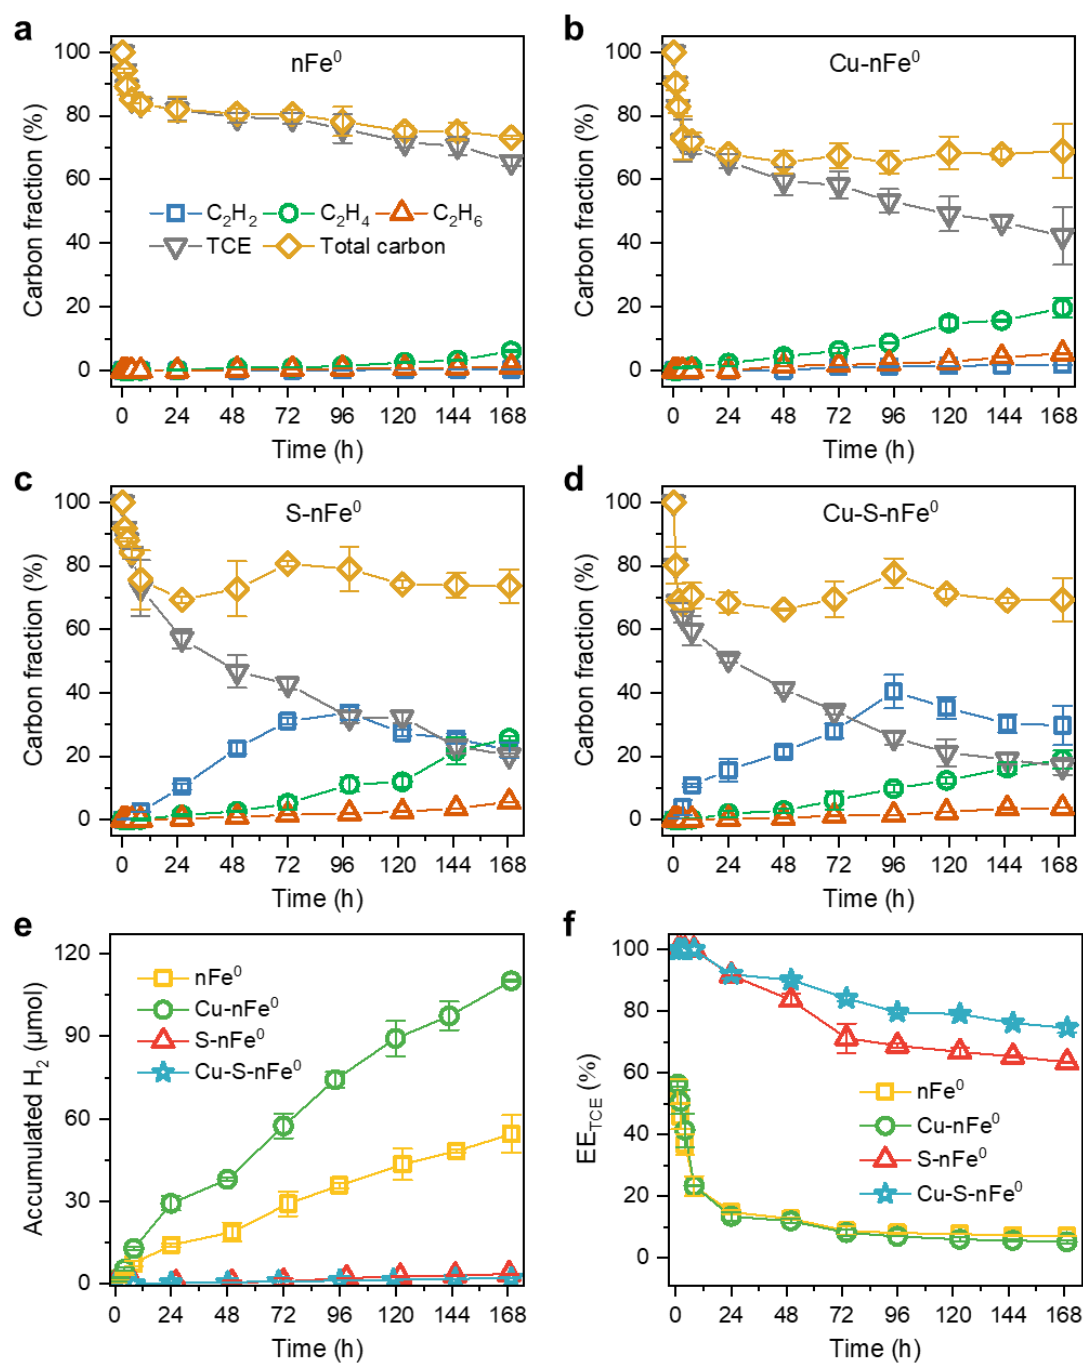 a
nFe⁰
Carbon fraction (%)
100
80
60
40
20
0
C₂H₂ C₂H₄ C₂H₆
TCE Total carbon
0 24 48 72 96 120 144 168
Time (h)
b
Cu-nFe⁰
Carbon fraction (%)
100
80
60
40
20
0
0 24 48 72 96 120 144 168
Time (h)
c
S-nFe⁰
Carbon fraction (%)
100
80
60
40
20
0
0 24 48 72 96 120 144 168
Time (h)
d
Cu-S-nFe⁰
Carbon fraction (%)
100
80
60
40
20
0
0 24 48 72 96 120 144 168
Time (h)
e
Accumulated H₂ (μmol)
120
90
60
30
0
nFe⁰
Cu-nFe⁰
S-nFe⁰
Cu-S-nFe⁰
0 24 48 72 96 120 144 168
Time (h)
f
EE_TCE (%)
100
80
60
40
20
0
nFe⁰
Cu-nFe⁰
S-nFe⁰
Cu-S-nFe⁰
0 24 48 72 96 120 144 168
Time (h)